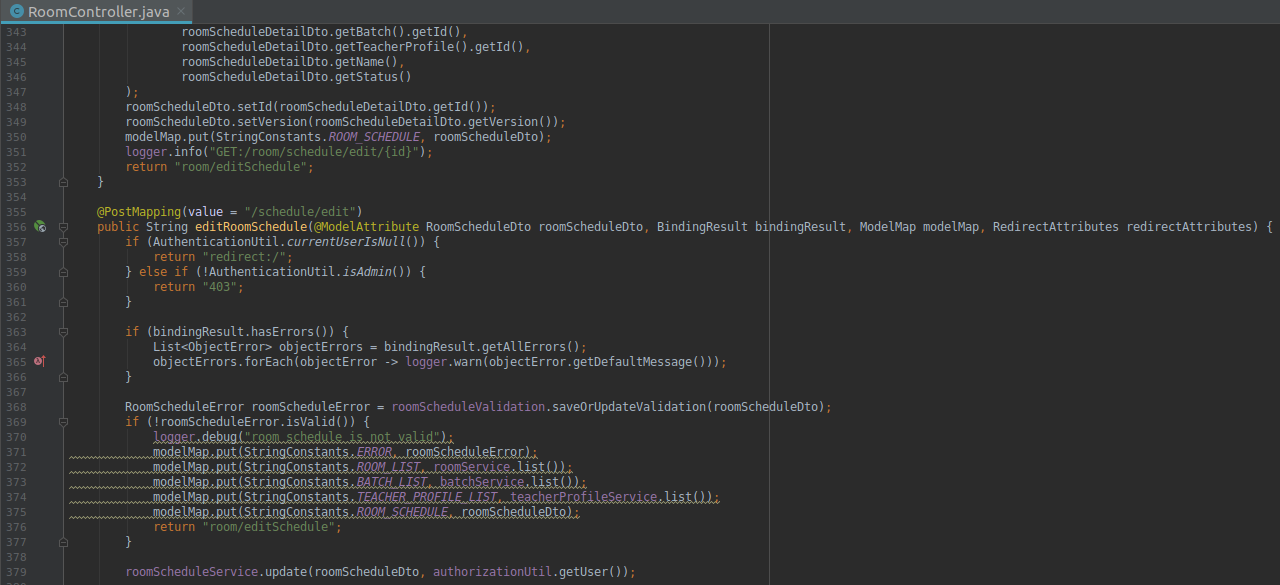 RoomController.java
343 roomScheduleDetailDto.getBatch().getId(),
344 roomScheduleDetailDto.getTeacherProfile().getId(),
345 roomScheduleDetailDto.getName(),
346 roomScheduleDetailDto.getStatus()
347 );
348 roomScheduleDto.setId(roomScheduleDetailDto.getId());
349 roomScheduleDto.setVersion(roomScheduleDetailDto.getVersion());
350 modelMap.put(StringConstants.ROOM_SCHEDULE, roomScheduleDto);
351 logger.info("GET:/room/schedule/edit/{id}");
352 return "room/editSchedule";
353 }
354
355 @PostMapping(value = "/schedule/edit")
356 public String editRoomSchedule(@ModelAttribute RoomScheduleDto roomScheduleDto, BindingResult bindingResult, ModelMap modelMap, RedirectAttributes redirectAttributes) {
357 if (AuthenticationUtil.currentUserIsNull()) {
358 return "redirect:/";
359 } else if (!AuthenticationUtil.isAdmin()) {
360 return "403";
361 }
362
363 if (bindingResult.hasErrors()) {
364 List<ObjectError> objectErrors = bindingResult.getAllErrors();
365 objectErrors.forEach(objectError -> logger.warn(objectError.getDefaultMessage()));
366 }
367
368 RoomScheduleError roomScheduleError = roomScheduleValidation.saveOrUpdateValidation(roomScheduleDto);
369 if (!roomScheduleError.isValid()) {
370 logger.debug("room schedule is not valid");
371 modelMap.put(StringConstants.ERROR, roomScheduleError);
372 modelMap.put(StringConstants.ROOM_LIST, roomService.list());
373 modelMap.put(StringConstants.BATCH_LIST, batchService.list());
374 modelMap.put(StringConstants.TEACHER_PROFILE_LIST, teacherProfileService.list());
375 modelMap.put(StringConstants.ROOM_SCHEDULE, roomScheduleDto);
376 return "room/editSchedule";
377 }
378
379 roomScheduleService.update(roomScheduleDto, authorizationUtil.getUser());